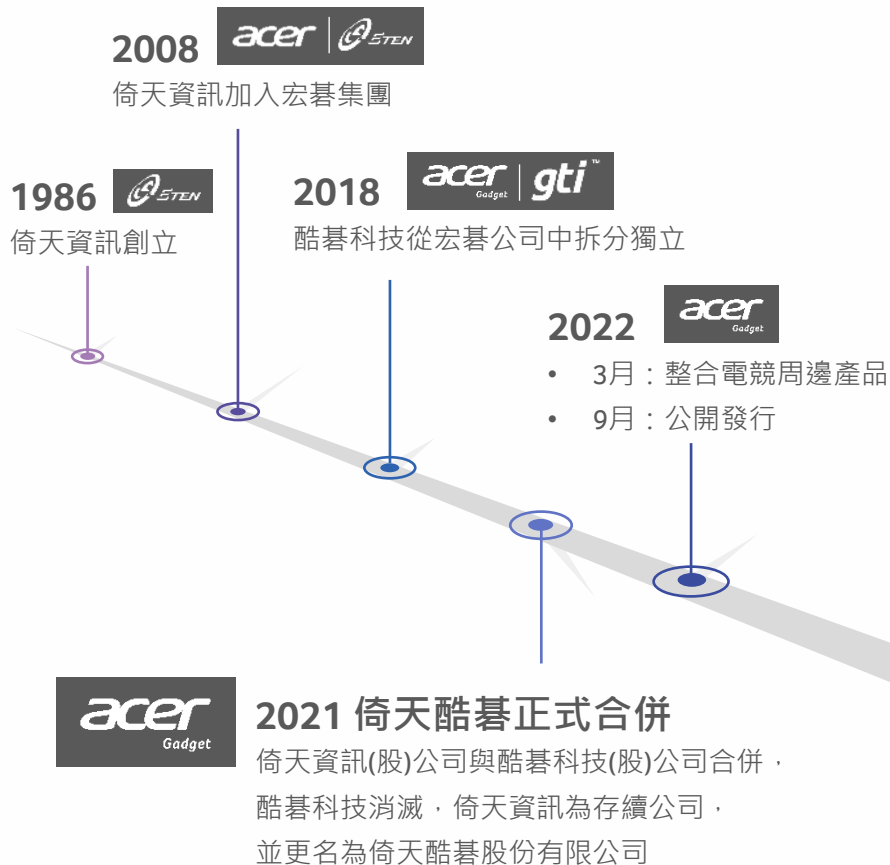 2008 acer | ETEN
倚天資訊加入宏碁集團
1986 ETEN
倚天資訊創立
2018 acer Gadget | gti™
酷碁科技從宏碁公司中拆分獨立
2022 acer Gadget
• 3月：整合電競周邊產品
• 9月：公開發行
acer
Gadget
2021 倚天酷碁正式合併
倚天資訊(股)公司與酷碁科技(股)公司合併，
酷碁科技消滅，倚天資訊為存續公司，
並更名為倚天酷碁股份有限公司